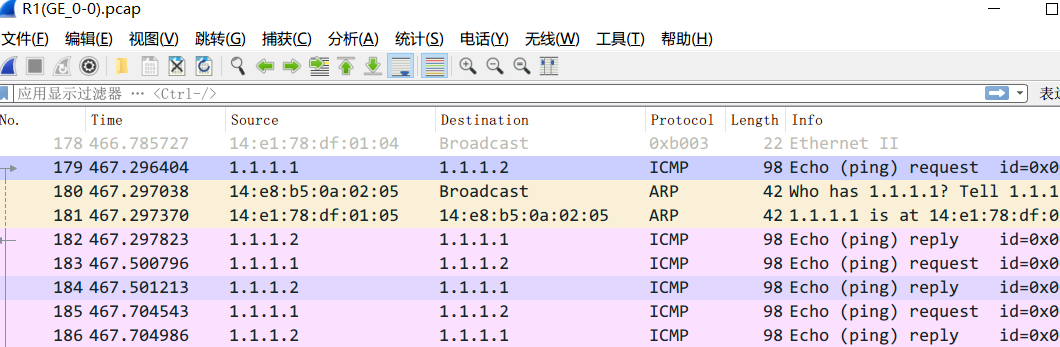 R1(GE_0-0).pcap
文件(F) 编辑(E) 视图(V) 跳转(G) 捕获(C) 分析(A) 统计(S) 电话(Y) 无线(W) 工具(T) 帮助(H)
应用显示过滤器 … <Ctrl-/>
No. Time Source Destination Protocol Length Info
178 466.785727 14:e1:78:df:01:04 Broadcast 0xb003 22 Ethernet II
179 467.296404 1.1.1.1 1.1.1.2 ICMP 98 Echo (ping) request id=0x0
180 467.297038 14:e8:b5:0a:02:05 Broadcast ARP 42 Who has 1.1.1.1? Tell 1.1.1
181 467.297370 14:e1:78:df:01:05 14:e8:b5:0a:02:05 ARP 42 1.1.1.1 is at 14:e1:78:df:0
182 467.297823 1.1.1.2 1.1.1.1 ICMP 98 Echo (ping) reply id=0x0
183 467.500796 1.1.1.1 1.1.1.2 ICMP 98 Echo (ping) request id=0x0
184 467.501213 1.1.1.2 1.1.1.1 ICMP 98 Echo (ping) reply id=0x0
185 467.704543 1.1.1.1 1.1.1.2 ICMP 98 Echo (ping) request id=0x0
186 467.704986 1.1.1.2 1.1.1.1 ICMP 98 Echo (ping) reply id=0x0